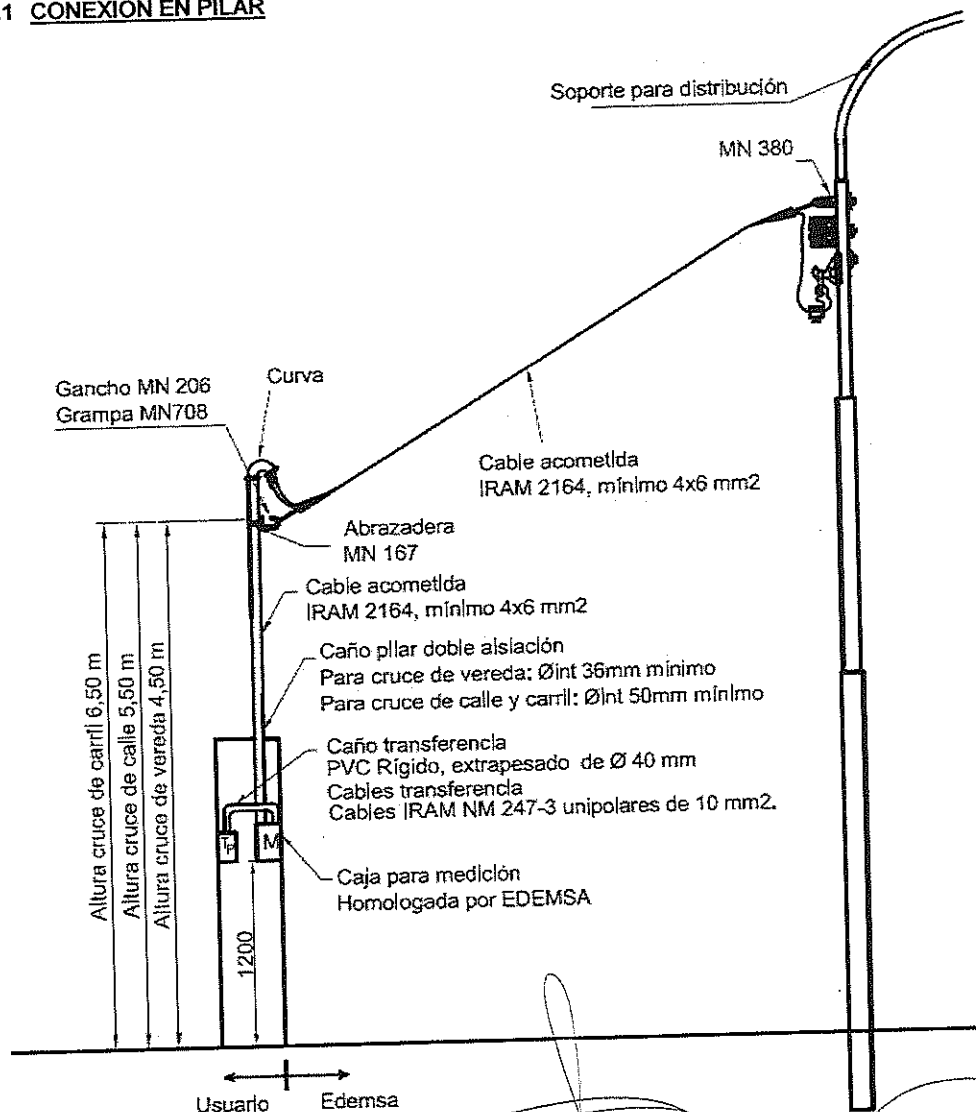 .1 CONEXIÓN EN PILAR
Soporte para distribución
MN 380
Gancho MN 206
Grampa MN708
Curva
Cable acometida
IRAM 2164, mínimo 4x6 mm2
Abrazadera
MN 167
Cable acometida
IRAM 2164, mínimo 4x6 mm2
Caño pilar doble aislación
Para cruce de vereda: Øint 36mm mínimo
Para cruce de calle y carril: Øint 50mm mínimo
Caño transferencia
PVC Rígido, extrapesado de Ø 40 mm
Cables transferencia
Cables IRAM NM 247-3 unipolares de 10 mm2.
TP
M
Caja para medición
Homologada por EDEMSA
Altura cruce de carril 6,50 m
Altura cruce de calle 5,50 m
Altura cruce de vereda 4,50 m
1200
Usuario
Edemsa